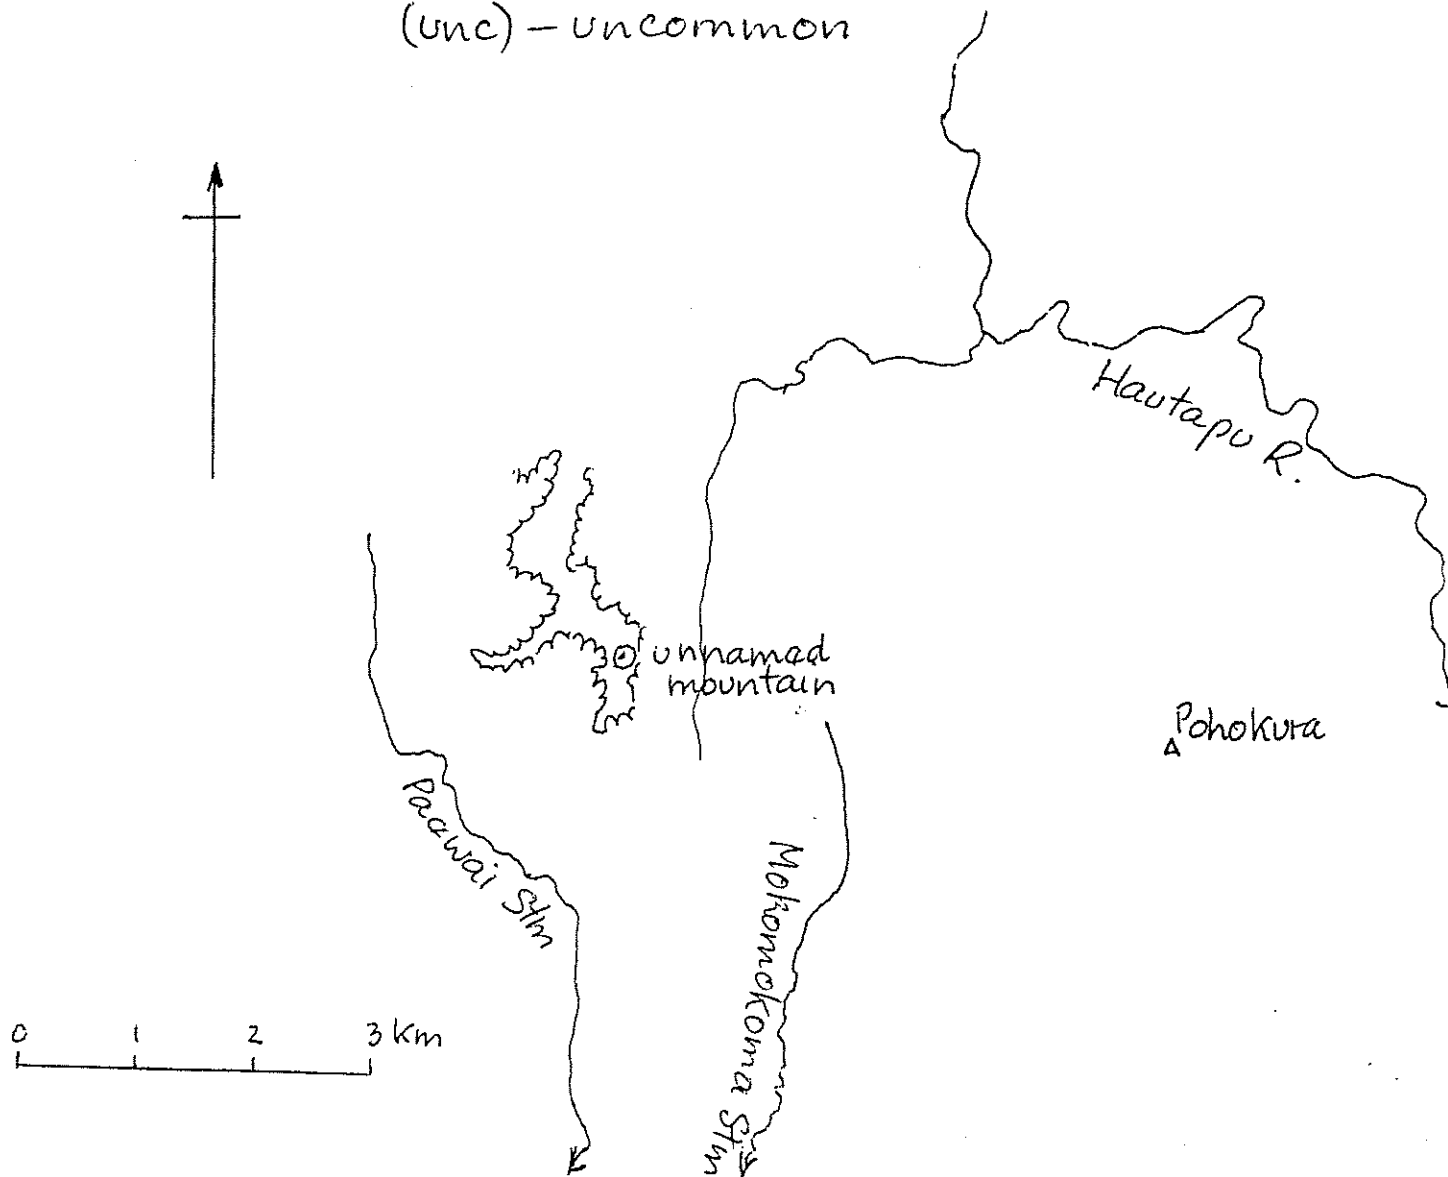 (unc) – uncommon
Hautapu R.
unnamed
mountain
Pohokura
Paawai Stm
Mokomokoma Stm
0 1 2 3 km